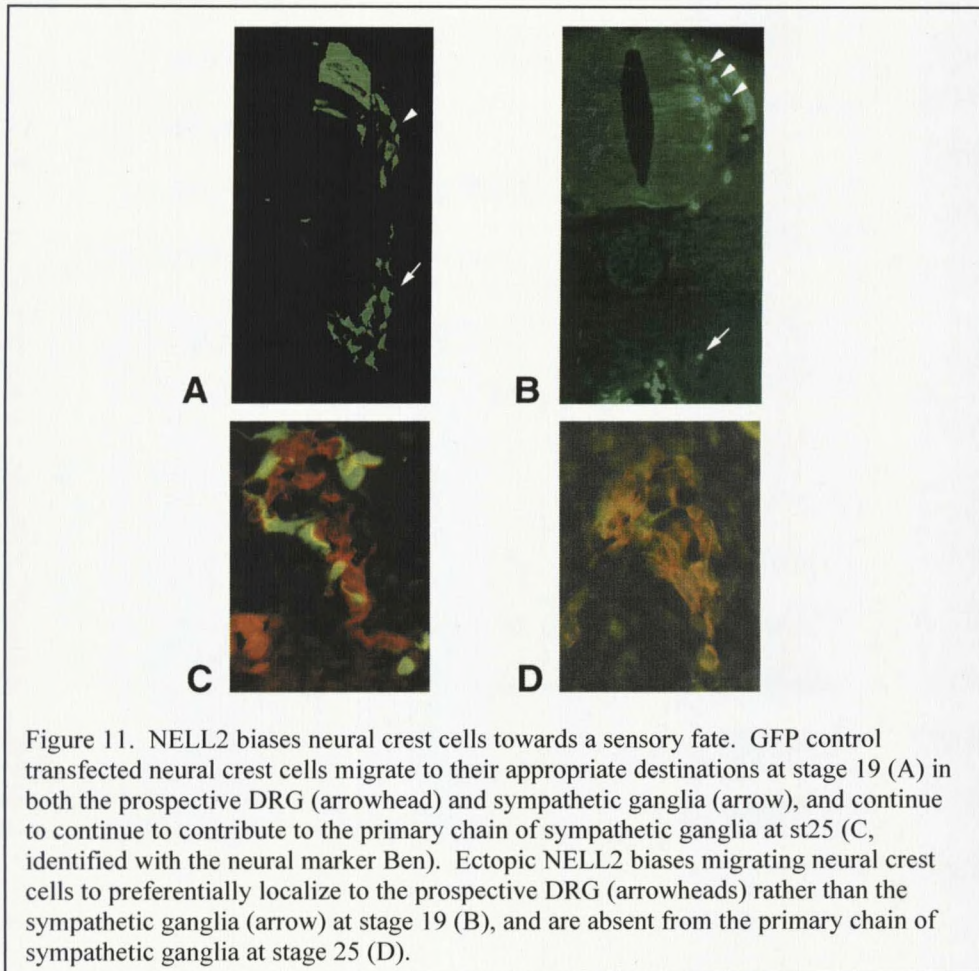 A
B
C
D
Figure 11. NELL2 biases neural crest cells towards a sensory fate. GFP control
transfected neural crest cells migrate to their appropriate destinations at stage 19 (A) in
both the prospective DRG (arrowhead) and sympathetic ganglia (arrow), and continue
to continue to contribute to the primary chain of sympathetic ganglia at st25 (C,
identified with the neural marker Ben). Ectopic NELL2 biases migrating neural crest
cells to preferentially localize to the prospective DRG (arrowheads) rather than the
sympathetic ganglia (arrow) at stage 19 (B), and are absent from the primary chain of
sympathetic ganglia at stage 25 (D).